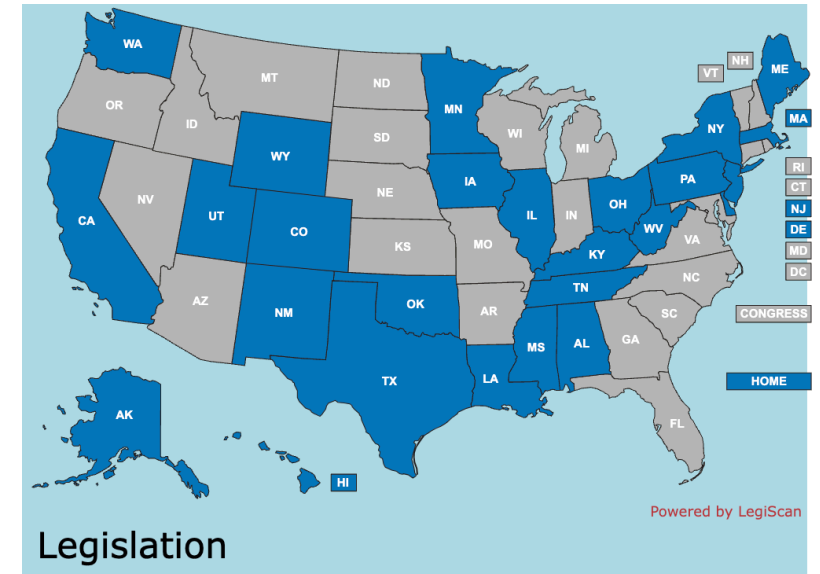 WA
MT
ND
MN
OR
ID
SD
WI
MI
VT
NH
ME
NY
MA
WY
NE
IA
PA
RI
CT
NJ
DE
MD
DC
NV
UT
CO
CA
KS
MO
IL
IN
OH
WV
VA
KY
NC
TN
AZ
NM
OK
AR
SC
GA
MS
AL
LA
TX
FL
CONGRESS
HOME
AK
HI
Powered by LegiScan
Legislation